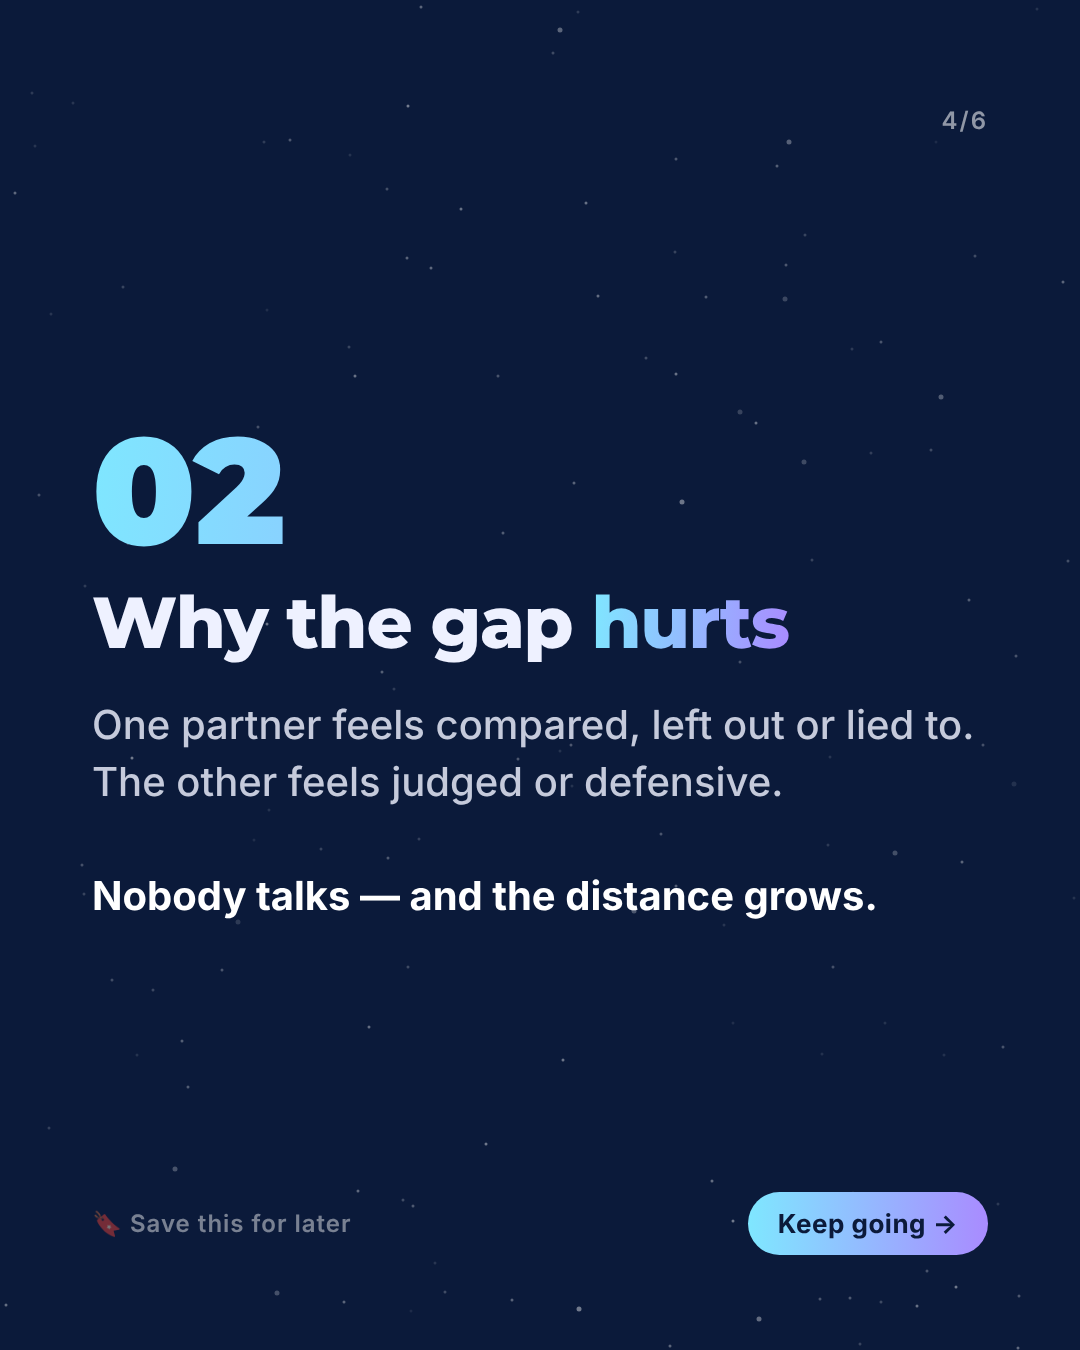 4/6
02
Why the gap hurts
One partner feels compared, left out or lied to.
The other feels judged or defensive.
Nobody talks — and the distance grows.
🔖 Save this for later
Keep going →